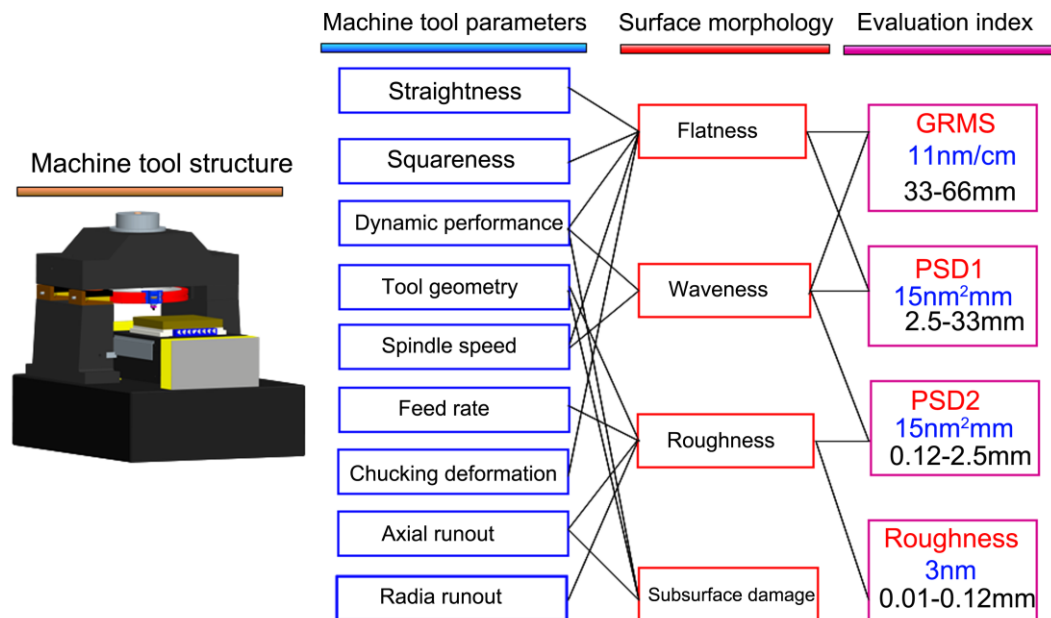 Machine tool parameters
Surface morphology
Evaluation index
Machine tool structure
Straightness
Squareness
Dynamic performance
Tool geometry
Spindle speed
Feed rate
Chucking deformation
Axial runout
Radia runout
Flatness
Waveness
Roughness
Subsurface damage
GRMS
11nm/cm
33-66mm
PSD1
15nm²mm
2.5-33mm
PSD2
15nm²mm
0.12-2.5mm
Roughness
3nm
0.01-0.12mm